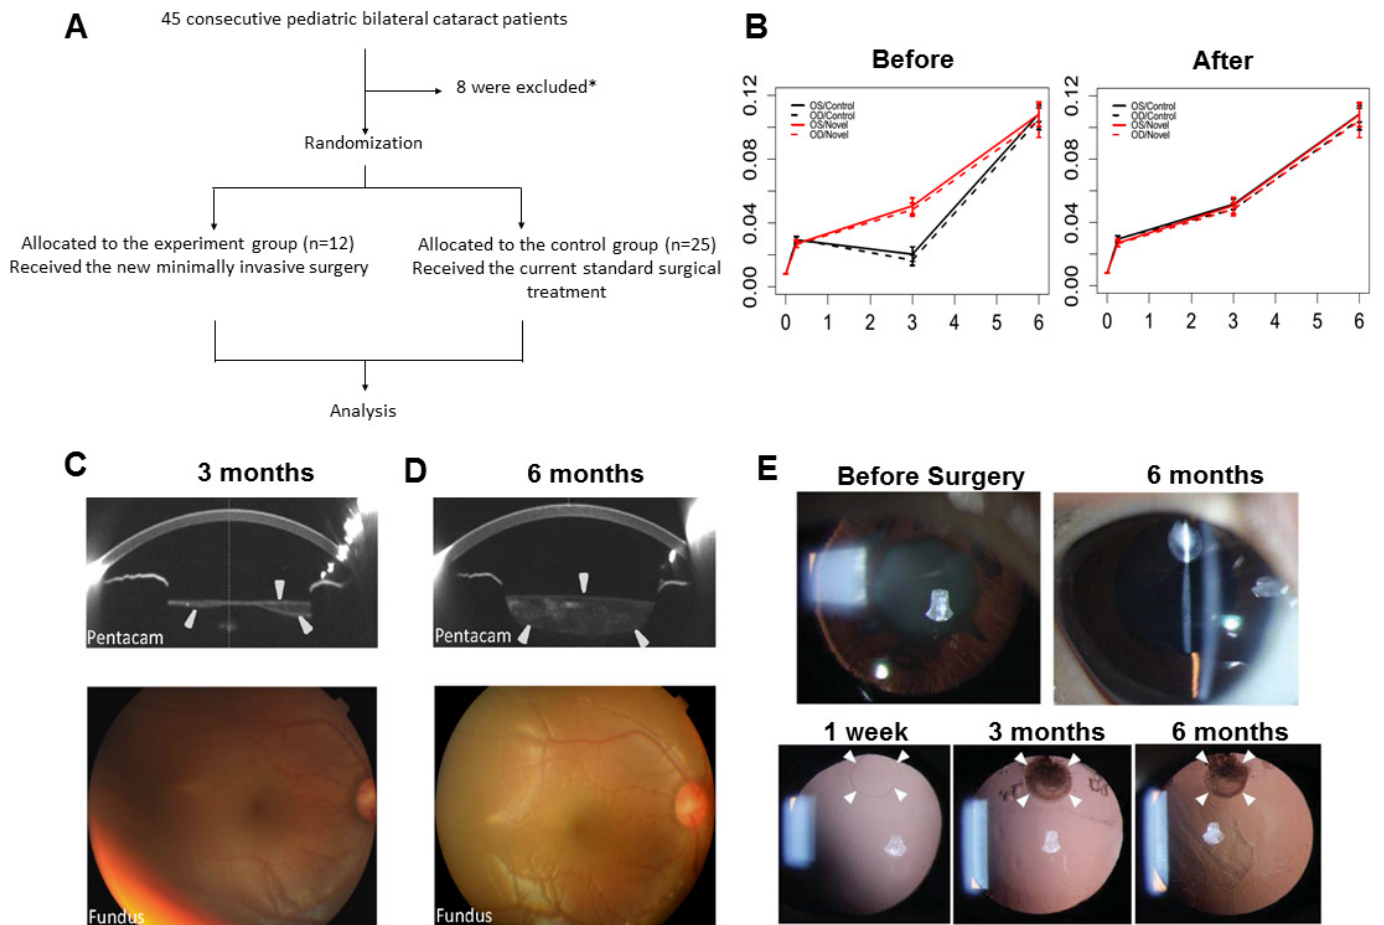 A
45 consecutive pediatric bilateral cataract patients
8 were excluded*
Randomization
Allocated to the experiment group (n=12)
Received the new minimally invasive surgery
Allocated to the control group (n=25)
Received the current standard surgical
treatment
Analysis
B
Before
After
0.12
0.08
0.04
0.00
OS/Control
OD/Control
OS/Novel
OD/Novel
0 1 2 3 4 5 6
0.12
0.08
0.04
0.00
OS/Control
OD/Control
OS/Novel
OD/Novel
0 1 2 3 4 5 6
C
3 months
Pentacam
Fundus
D
6 months
Pentacam
Fundus
E
Before Surgery
6 months
1 week
3 months
6 months